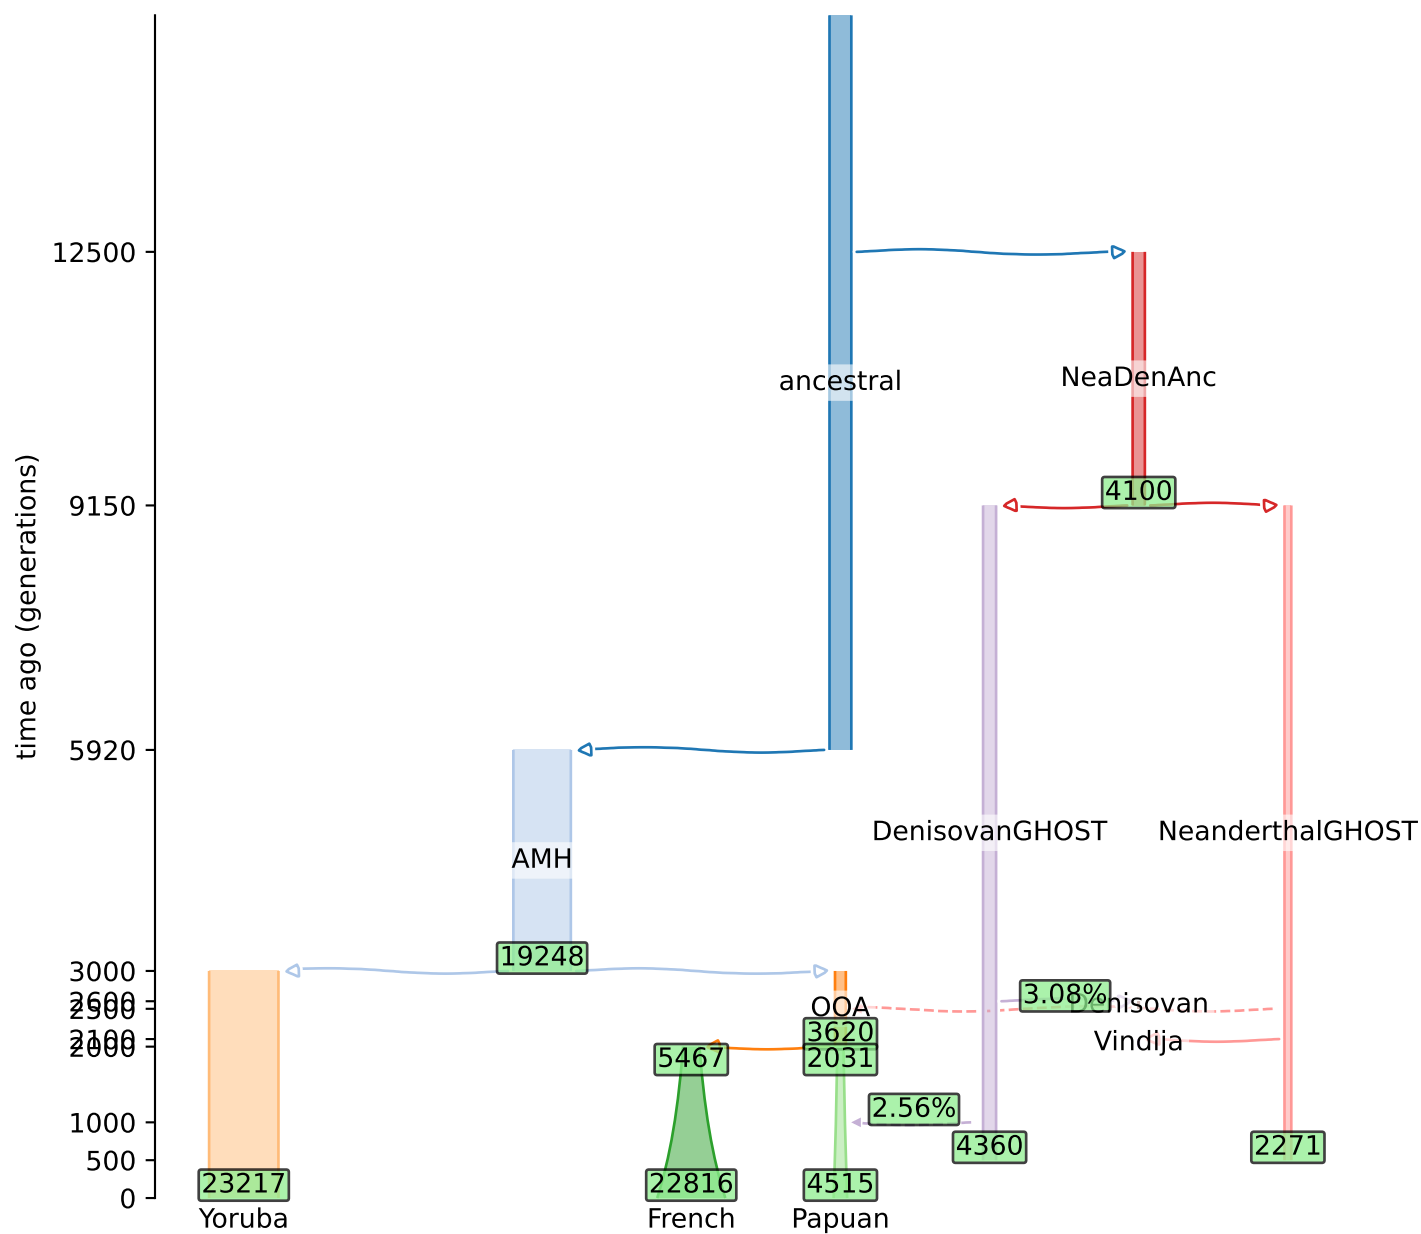 12500
ancestral
NeaDenAnc
4100
9150
time ago (generations)
5920
DenisovanGHOST
NeanderthalGHOST
AMH
19248
3000
2600
3.08%
Denisovan
2500
OOA
3620
2100
Vindija
2000
5467
2031
2.56%
1000
4360
2271
500
23217
22816
4515
0
Yoruba
French
Papuan